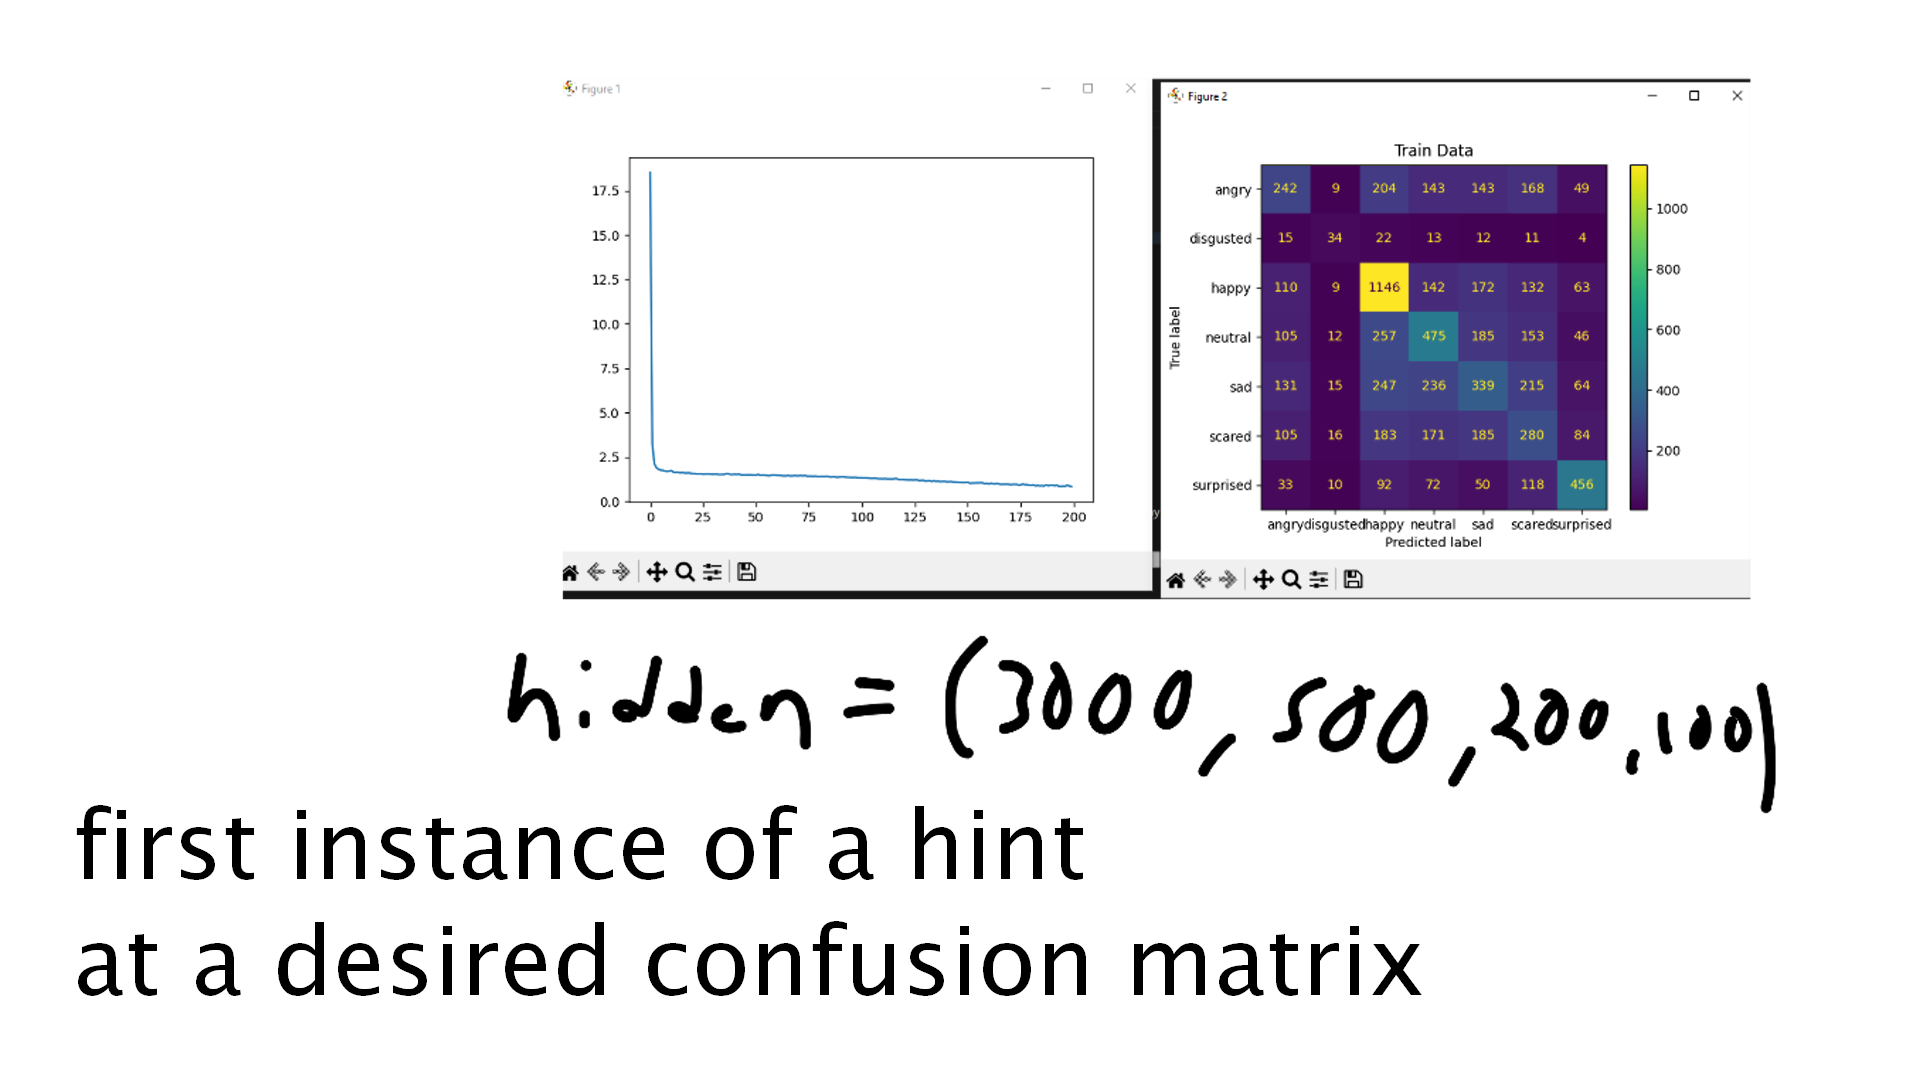 Figure 1
17.5
15.0
12.5
10.0
7.5
5.0
2.5
0.0
0 25 50 75 100 125 150 175 200
Figure 2
Train Data
angry 242 9 204 143 143 168 49
disgusted 15 34 22 13 12 11 4
happy 110 9 1146 142 172 132 63
neutral 105 12 257 475 185 153 46
sad 131 15 247 236 339 215 64
scared 105 16 183 171 185 280 84
surprised 33 10 92 72 50 118 456
True label
angry disgusted happy neutral sad scared surprised
Predicted label
1000
800
600
400
200
hidden = (3000, 500, 200, 100)
first instance of a hint
at a desired confusion matrix